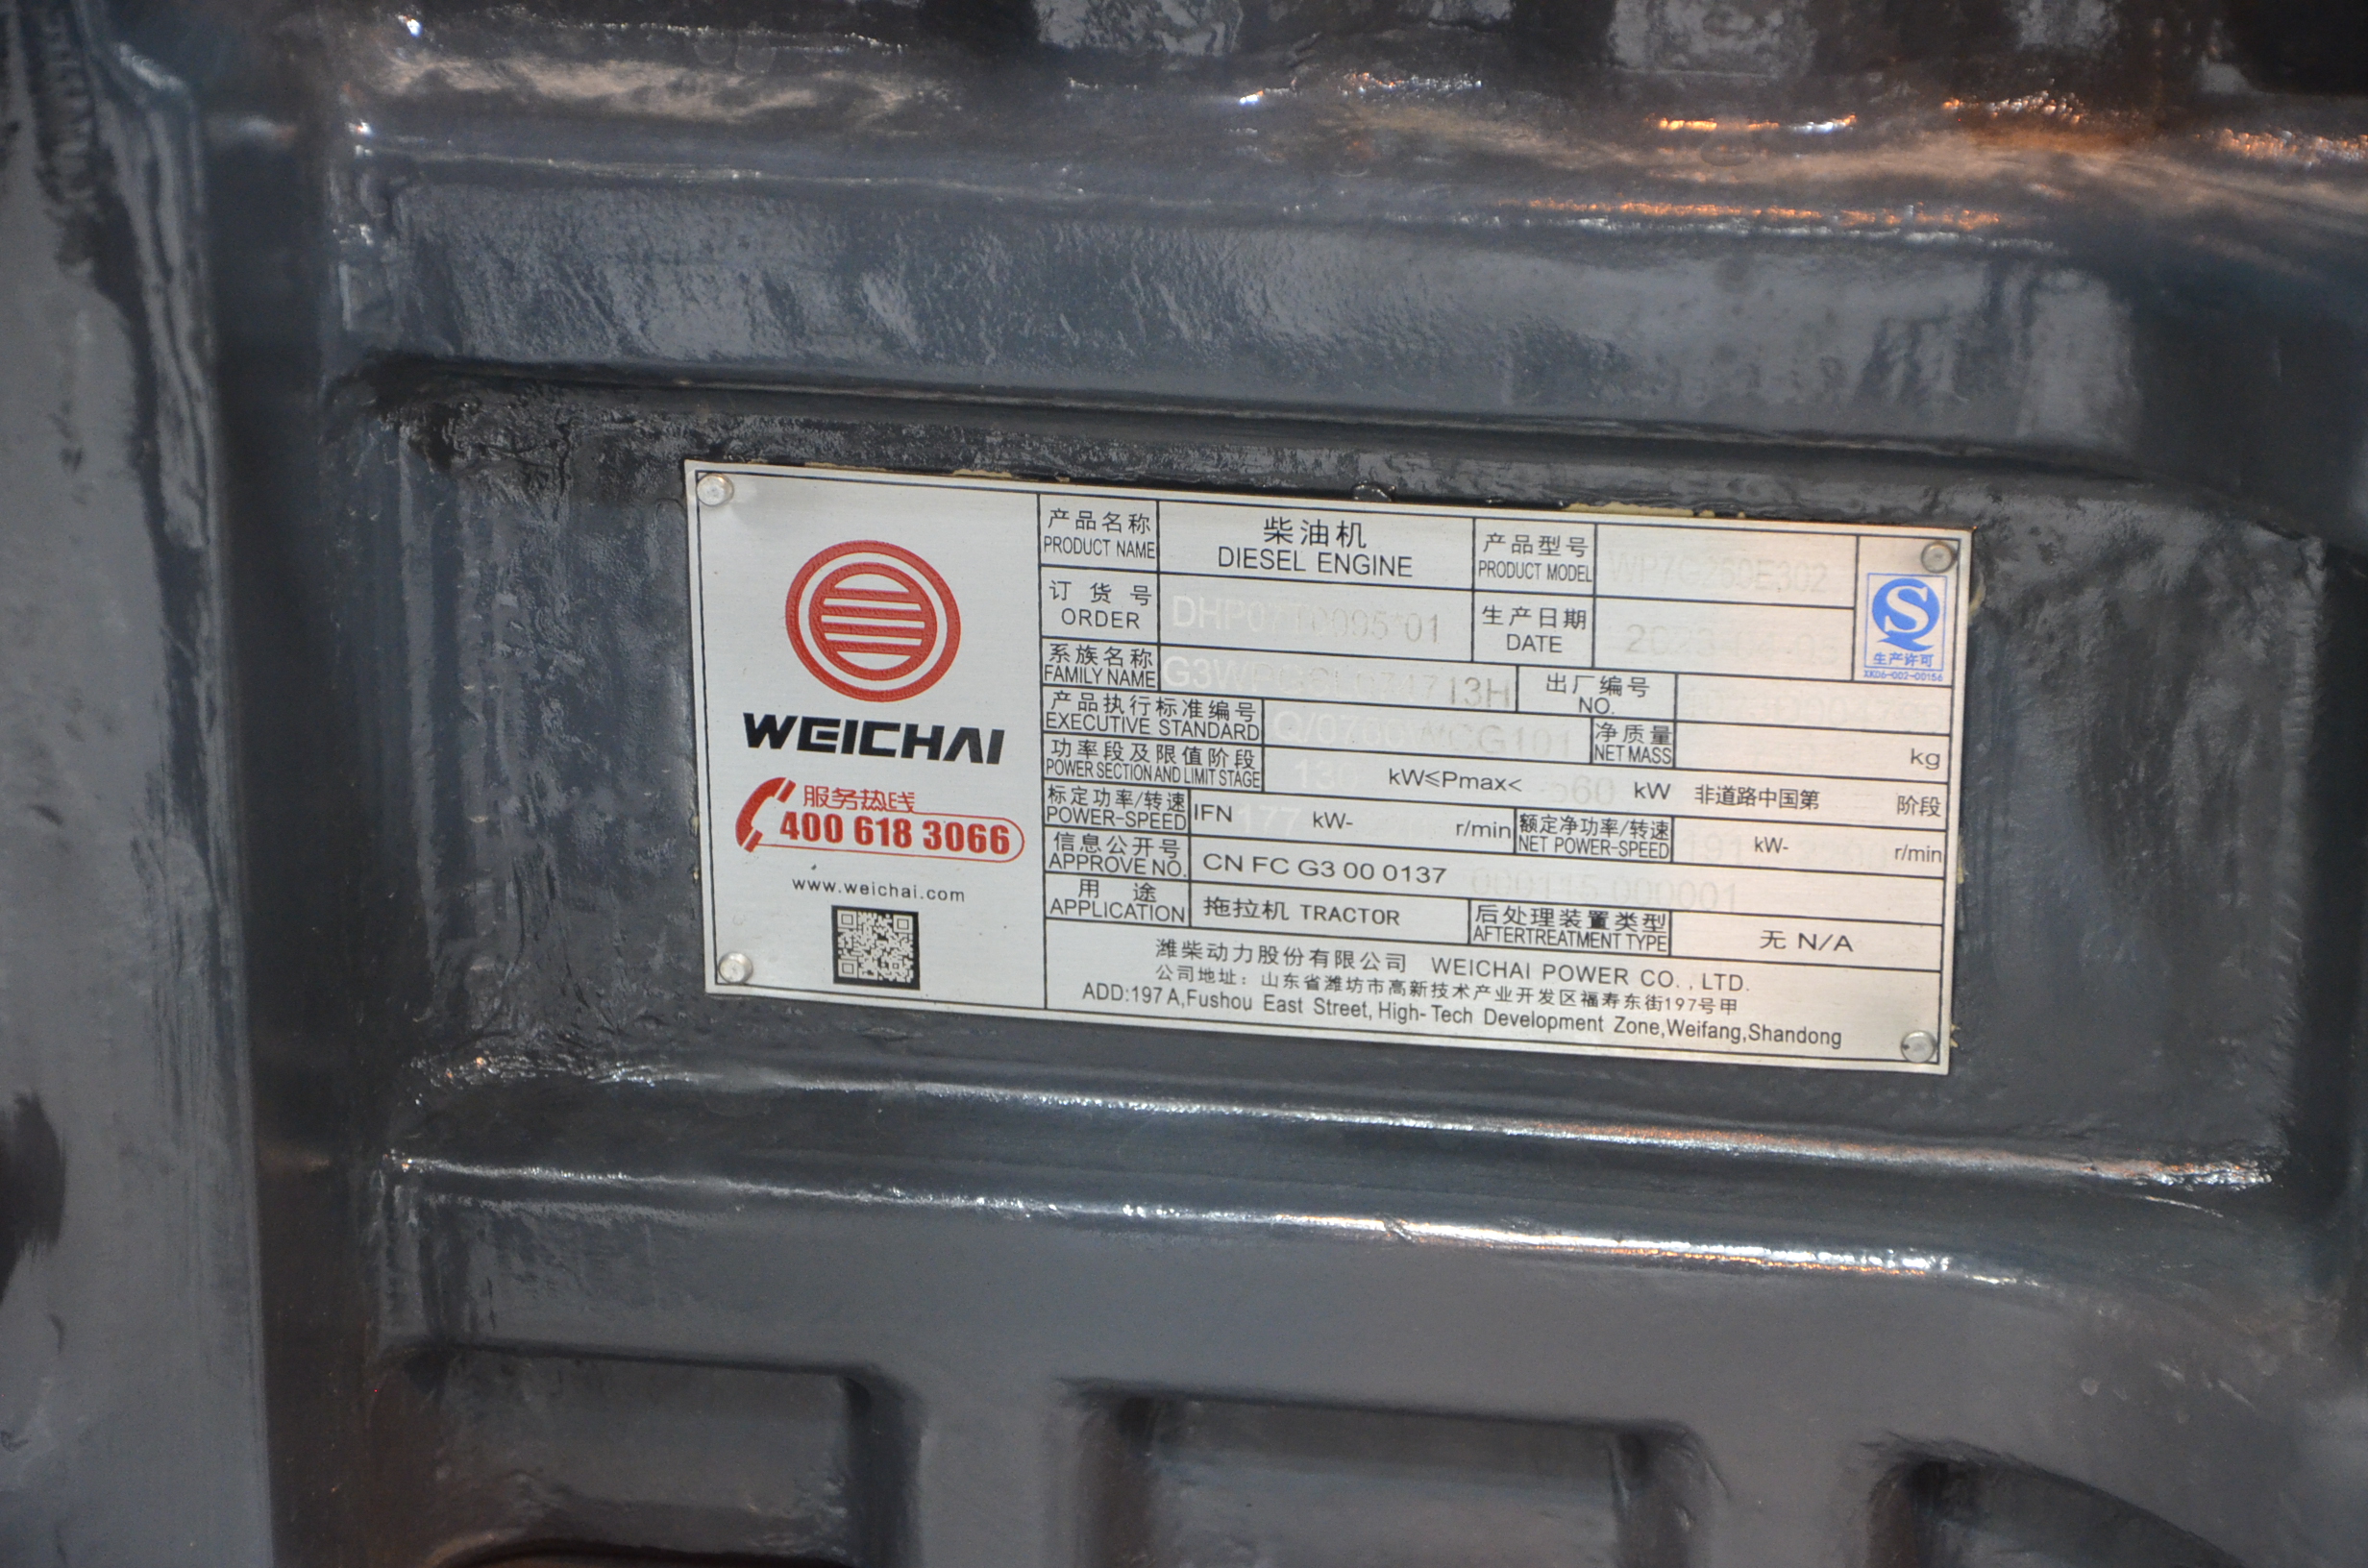 WEICHAI
服务热线
400 618 3066
www.weichai.com
产品名称
PRODUCT NAME
柴油机
DIESEL ENGINE
产品型号
PRODUCT MODEL
生产许可
XK06-002-00156
订货号
ORDER
生产日期
DATE
系族名称
FAMILY NAME
出厂编号
NO.
产品执行标准编号
EXECUTIVE STANDARD
净质量
NET MASS
kg
功率段及限值阶段
POWER SECTION AND LIMIT STAGE
130 kW≤Pmax< 560 kW 非道路中国第 阶段
标定功率/转速
POWER-SPEED
IFN 177 kW- r/min
额定净功率/转速
NET POWER-SPEED
191 kW- r/min
信息公开号
APPROVE NO.
CN FC G3 00 0137 000115 000001
用 途
APPLICATION
拖拉机 TRACTOR
后处理装置类型
AFTERTREATMENT TYPE
无 N/A
潍柴动力股份有限公司 WEICHAI POWER CO., LTD.
公司地址：山东省潍坊市高新技术产业开发区福寿东街197号甲
ADD:197 A,Fushou East Street, High-Tech Development Zone,Weifang,Shandong